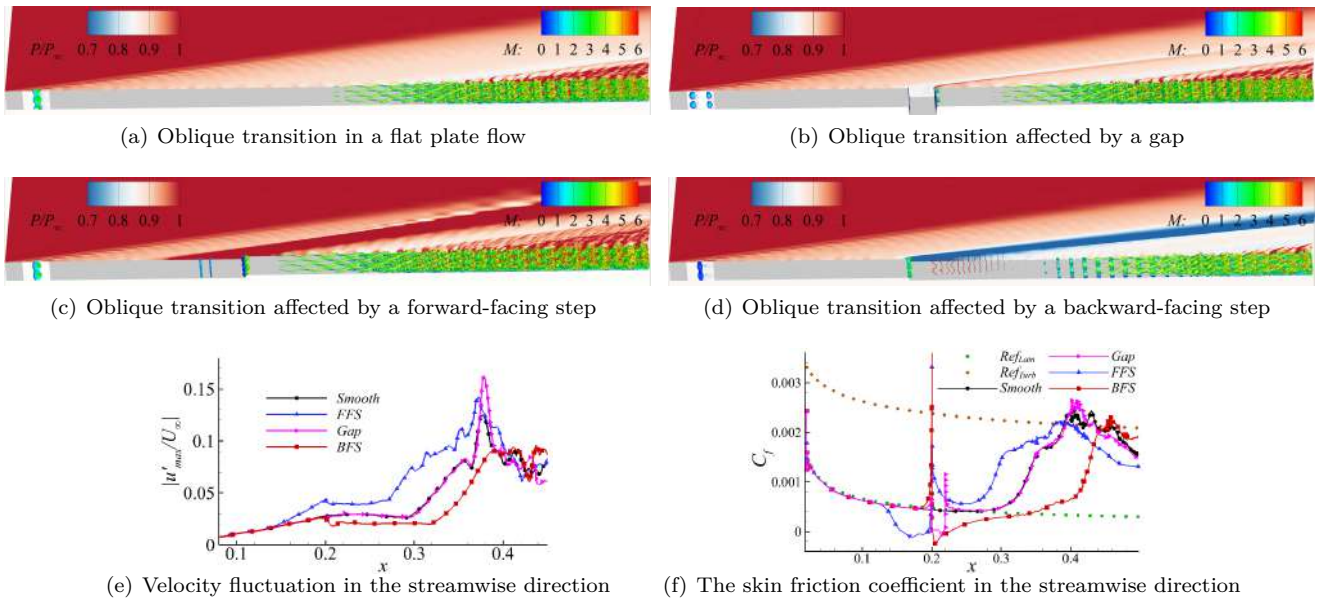 P/P∞ 0.7 0.8 0.9 1 M: 0 1 2 3 4 5 6
P/P∞ 0.7 0.8 0.9 1 M: 0 1 2 3 4 5 6
(a) Oblique transition in a flat plate flow
(b) Oblique transition affected by a gap
P/P∞ 0.7 0.8 0.9 1 M: 0 1 2 3 4 5 6
P/P∞ 0.7 0.8 0.9 1 M: 0 1 2 3 4 5 6
(c) Oblique transition affected by a forward-facing step
(d) Oblique transition affected by a backward-facing step
|u'max/U∞|
0.15
0.1
0.05
0
Smooth
FFS
Gap
BFS
0.1 0.2 0.3 0.4
x
Cf
0.003
0.002
0.001
0
RefLam
RefTurb
Smooth
Gap
FFS
BFS
0.1 0.2 0.3 0.4
x
(e) Velocity fluctuation in the streamwise direction
(f) The skin friction coefficient in the streamwise direction